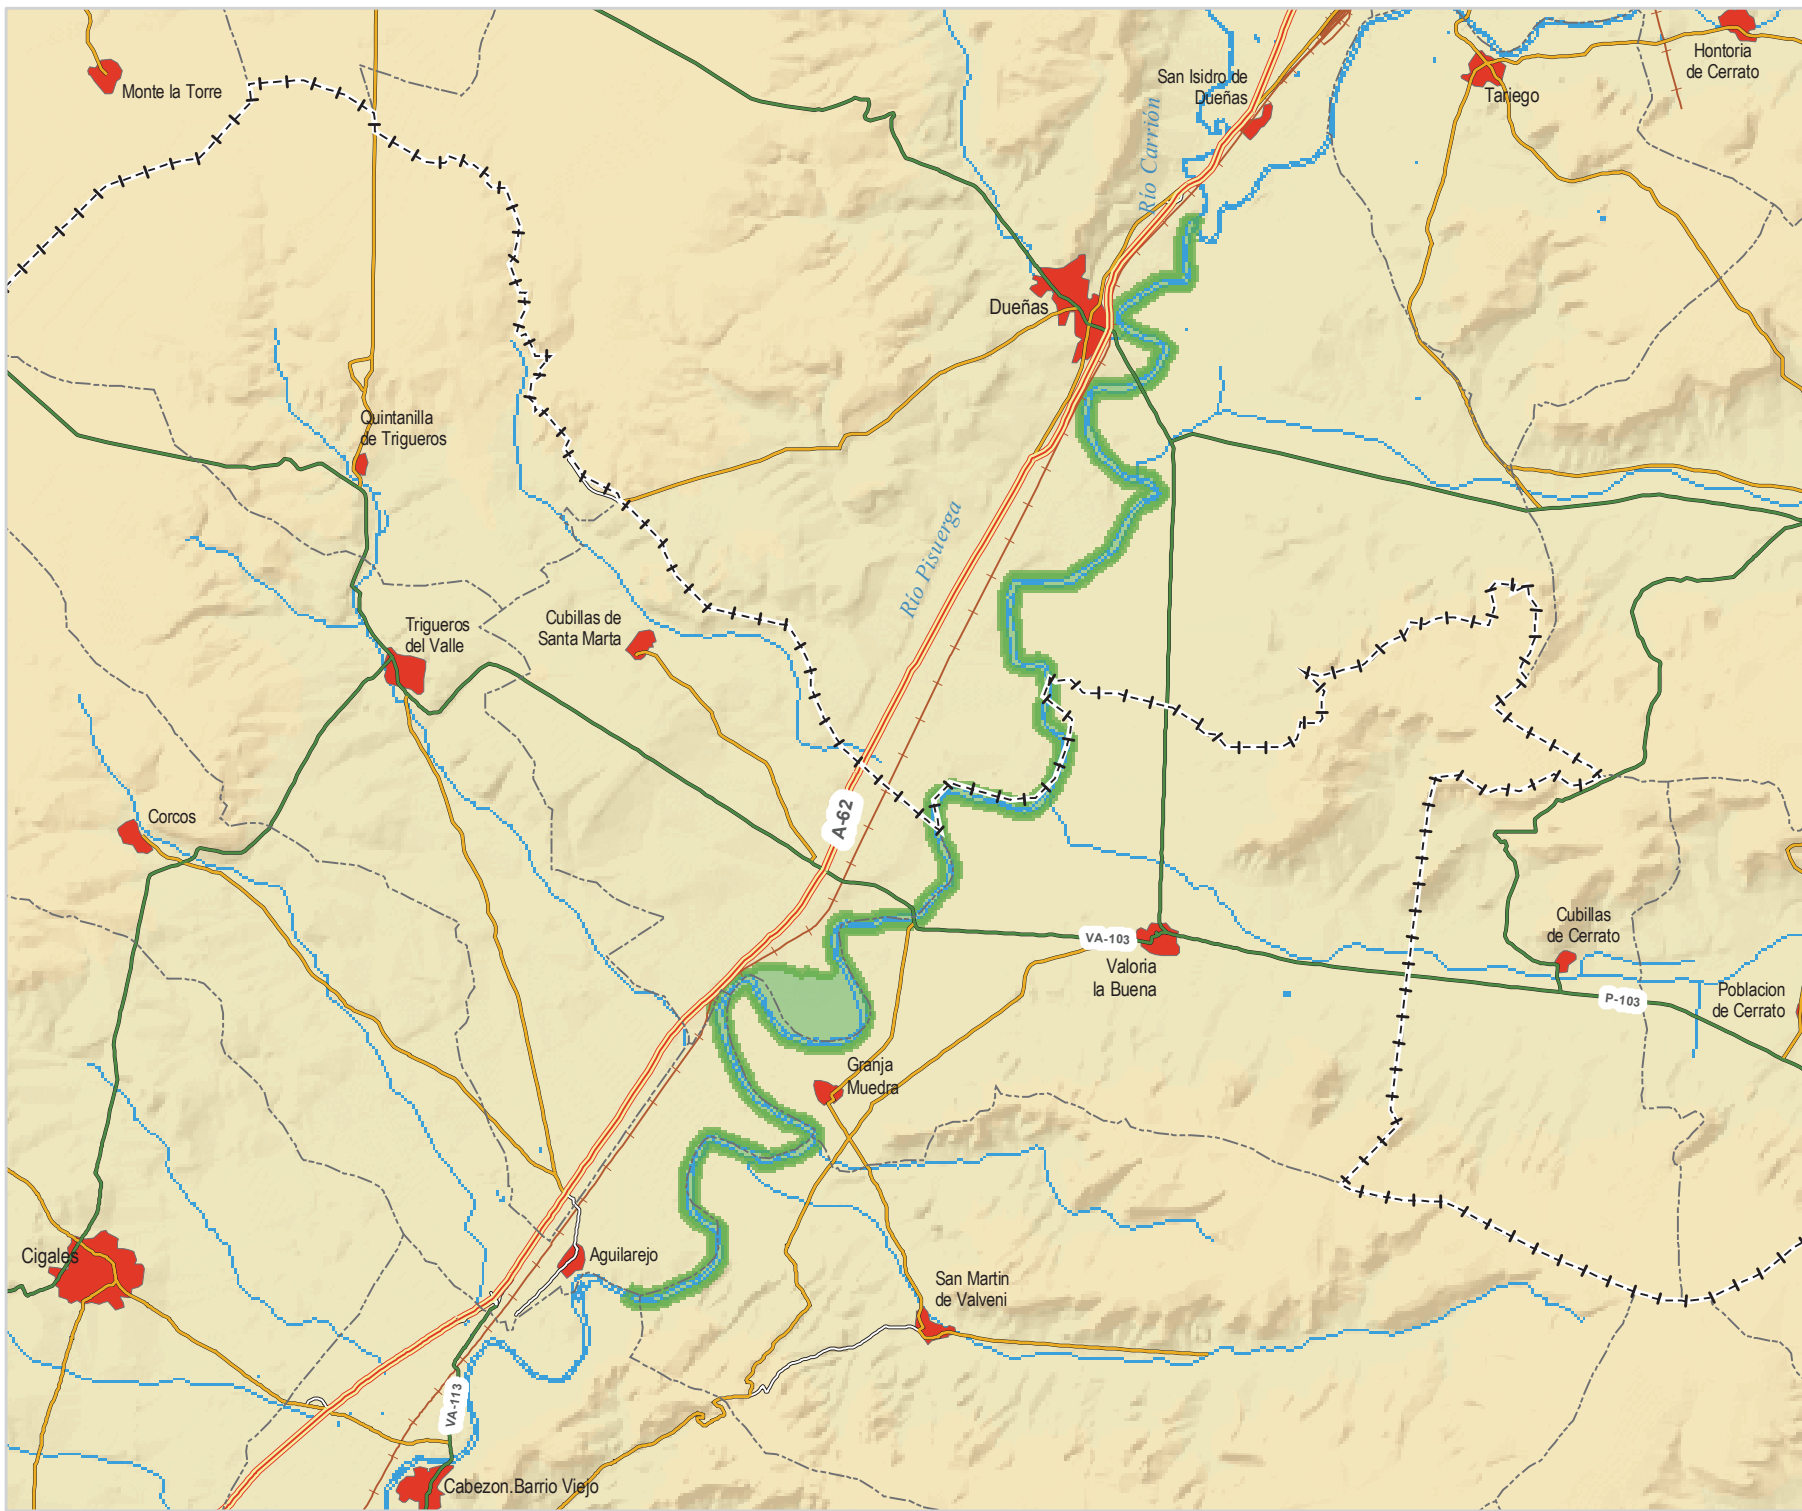 Hontoria
de Cerrato
San Isidro de
Dueñas
Monte la Torre
Tariego
Río Carrión
Dueñas
Quintanilla
de Trigueros
Río Pisuerga
Cubillas de
Santa Marta
Trigueros
del Valle
A-62
Corcos
Cubillas
de Cerrato
VA-103
Valoria
la Buena
P-103
Poblacion
de Cerrato
Granja
Muedra
Cigales
Aguilarejo
San Martin
de Valveni
VA-113
Cabezon.Barrio Viejo